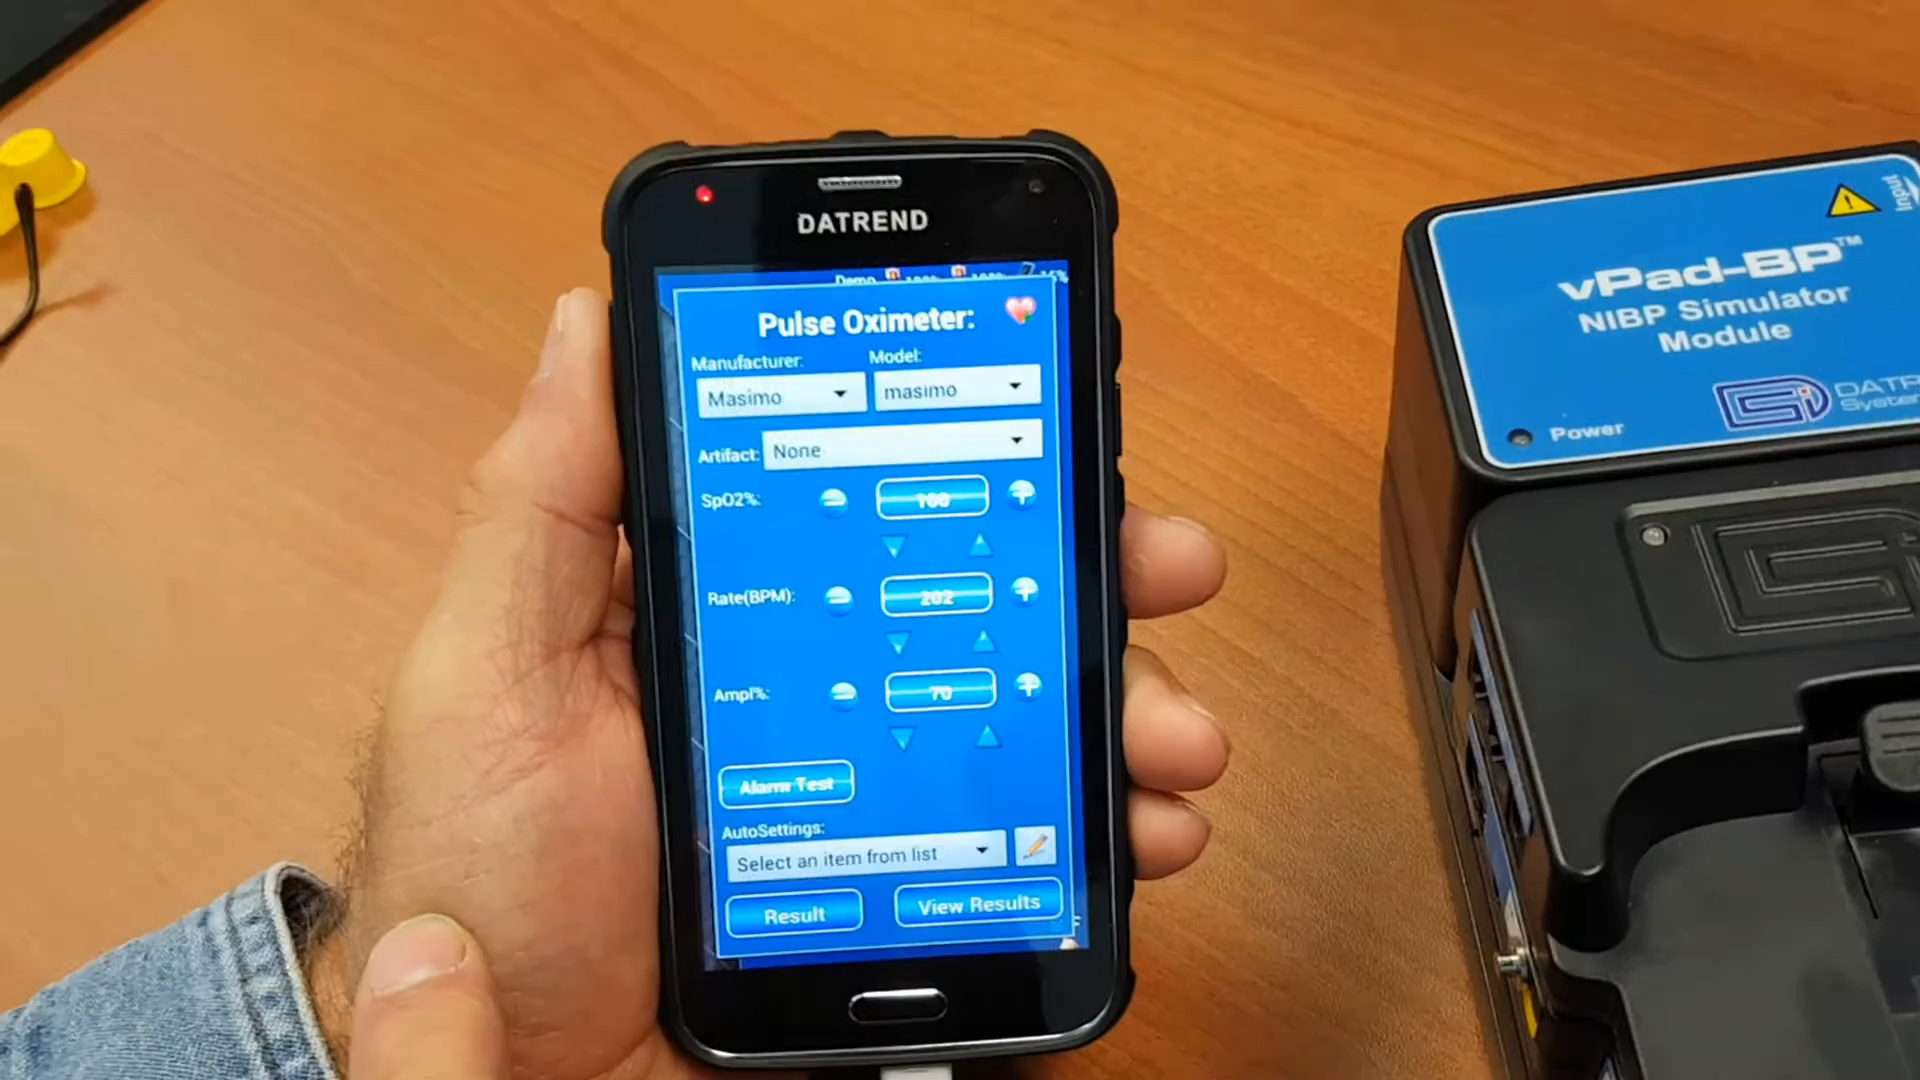 DATREND
Demo
Pulse Oximeter:
Manufacturer:
Model:
Masimo
masimo
Artifact:
None
SpO2%:
100
Rate(BPM):
202
Ampl%:
70
Alarm Test
AutoSettings:
Select an item from list
Result
View Results
Input
vPad-BP™
NIBP Simulator
Module
Power